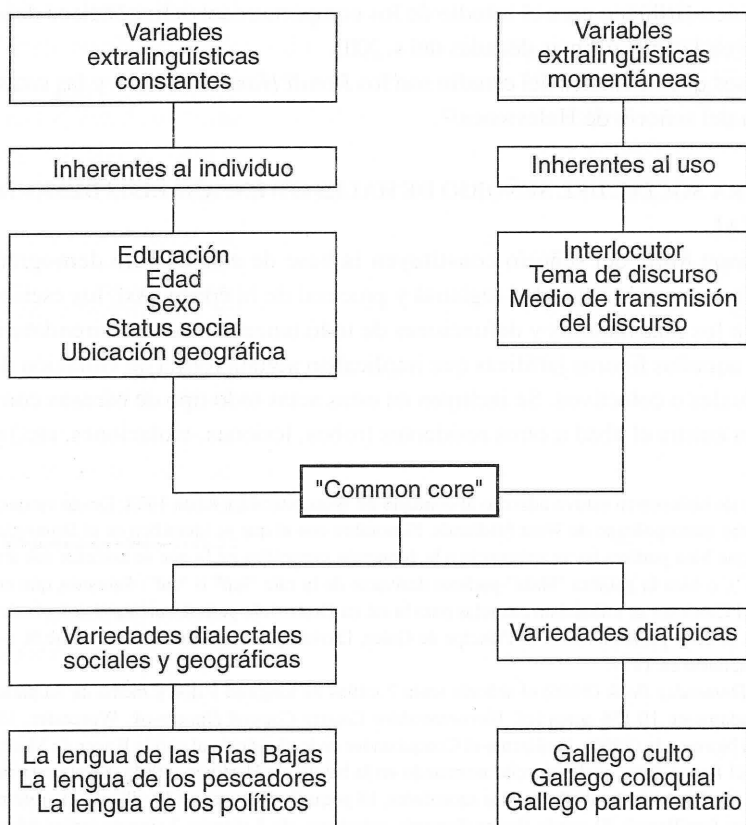 Variables
extralingüísticas
constantes
Variables
extralingüísticas
momentáneas
Inherentes al individuo
Inherentes al uso
Educación
Edad
Sexo
Status social
Ubicación geográfica
Interlocutor
Tema de discurso
Medio de transmisión
del discurso
"Common core"
Variedades dialectales
sociales y geográficas
Variedades diatípicas
La lengua de las Rías Bajas
La lengua de los pescadores
La lengua de los políticos
Gallego culto
Gallego coloquial
Gallego parlamentario